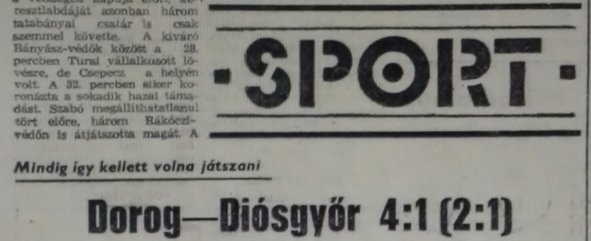 resztlabdáját azonban három
tatabányai csatár is csak
szemmel követte. A kiváró
Bányász-védők között a 28.
percben Turai vállalkozott lö-
vésre, de Csepecz a helyén
volt. A 32. percben siker ko-
ronázta a sokadik hazai táma-
dást. Szabó megállíthatatlanul
tört előre, három Rákóczi-
védőn is átjátszotta magát. A
SPORT
Mindig így kellett volna játszani
Dorog—Diósgyőr 4:1 (2:1)